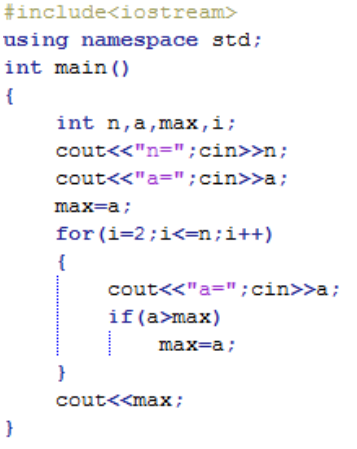 #include<iostream>
using namespace std;
int main()
{
    int n,a,max,i;
    cout<<"n=";cin>>n;
    cout<<"a=";cin>>a;
    max=a;
    for(i=2;i<=n;i++)
    {
        cout<<"a=";cin>>a;
        if(a>max)
            max=a;
    }
    cout<<max;
}